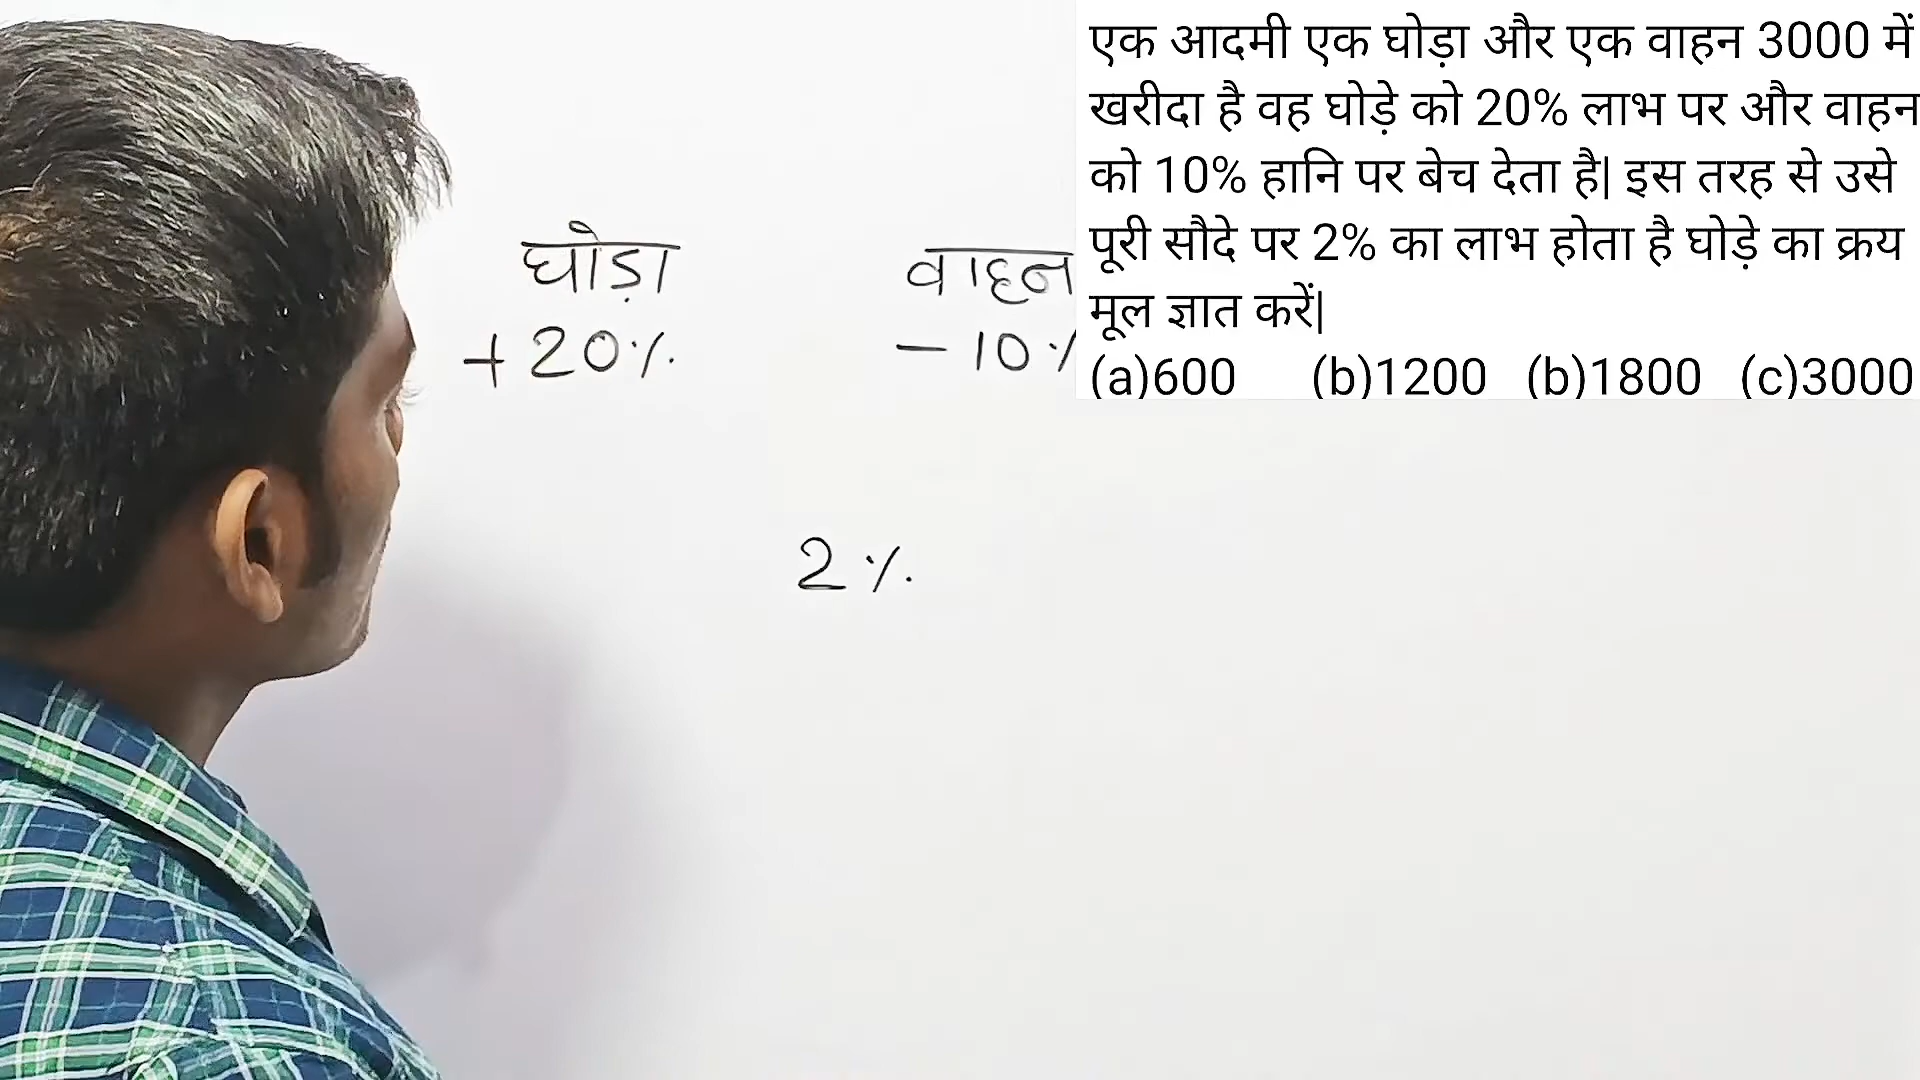 एक आदमी एक घोड़ा और एक वाहन 3000 में
खरीदा है वह घोड़े को 20% लाभ पर और वाहन
को 10% हानि पर बेच देता है| इस तरह से उसे
पूरी सौदे पर 2% का लाभ होता है घोड़े का क्रय
मूल ज्ञात करें|
(a)600 (b)1200 (b)1800 (c)3000
घोड़ा वाहन
+20% -10%
2%